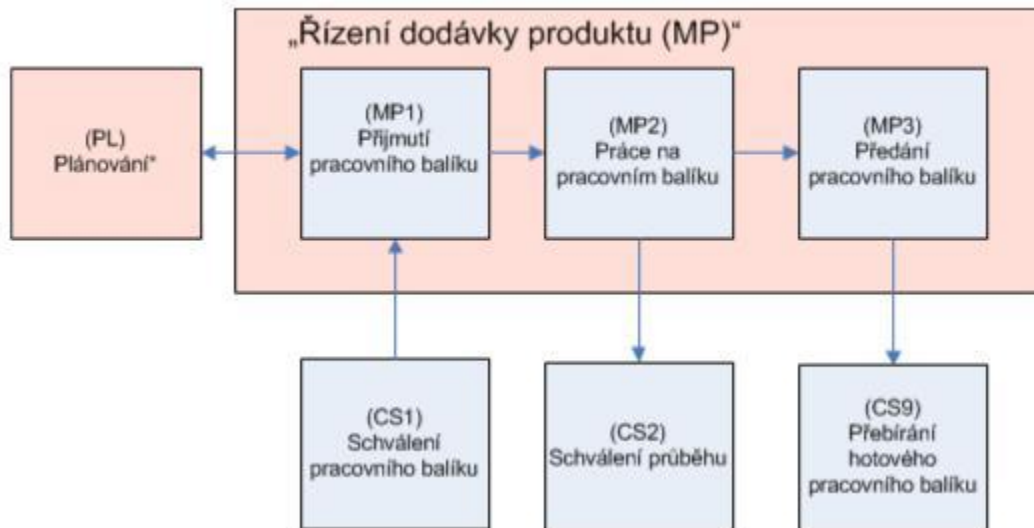 „Řízení dodávky produktu (MP)“
(PL)
Plánování“
(MP1)
Přijmutí
pracovního balíku
(MP2)
Práce na
pracovním balíku
(MP3)
Předání
pracovního balíku
(CS1)
Schválení
pracovního balíku
(CS2)
Schválení průběhu
(CS9)
Přebírání
hotového
pracovního balíku